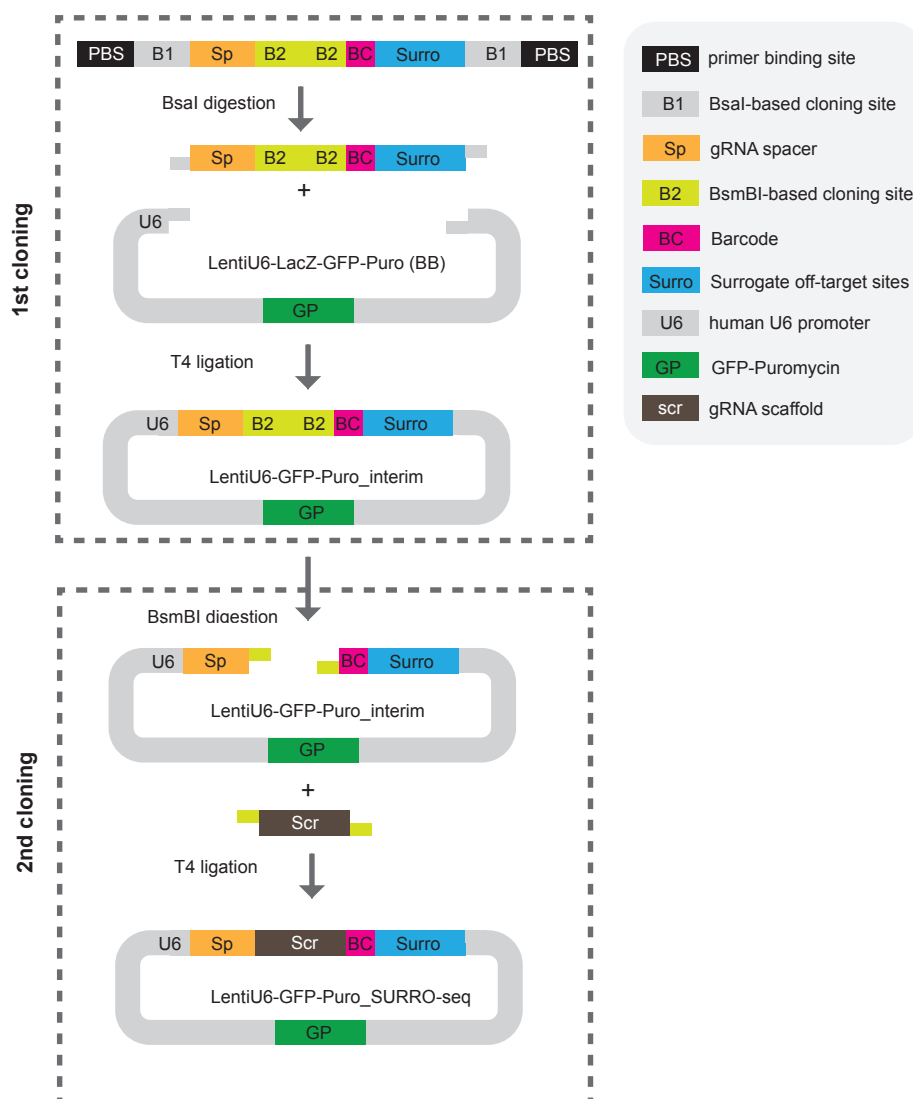 1st cloning
PBS B1 Sp B2 B2 BC Surro B1 PBS
BsaI digestion
Sp B2 B2 BC Surro
+
U6
LentiU6-LacZ-GFP-Puro (BB)
GP
T4 ligation
U6 Sp B2 B2 BC Surro
LentiU6-GFP-Puro_interim
GP
2nd cloning
BsmBI digestion
U6 Sp BC Surro
LentiU6-GFP-Puro_interim
GP
+
Scr
T4 ligation
U6 Sp Scr BC Surro
LentiU6-GFP-Puro_SURRO-seq
GP
PBS primer binding site
B1 BsaI-based cloning site
Sp gRNA spacer
B2 BsmBI-based cloning site
BC Barcode
Surro Surrogate off-target sites
U6 human U6 promoter
GP GFP-Puromycin
scr gRNA scaffold